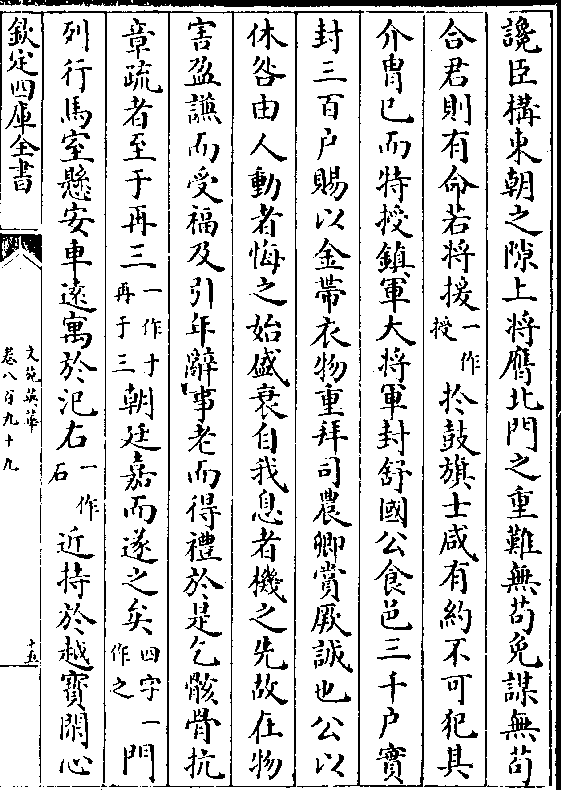 讒臣構東朝之隙上將膺北門之重難無苟免謀無苟
合君則有命若將援一作授於鼓旗士咸有約不可犯其
介胄已而特授鎮軍大將軍封舒國公食邑三千户實
封三百户賜以金帶衣物重拜司農卿賞厥誠也公以
休咎由人動者悔之始盛衰自我息者機之先故在物
害盈謙而受福及引年辭事老而得禮於是乞骸骨抗
章疏者至于再三一作十再于三朝廷嘉而遂之矣四字一作之門
列行馬室懸安車遠寓於汜右一作石近持於越寳閑心
欽定四庫全書
文苑英華
卷八百九十九
十五